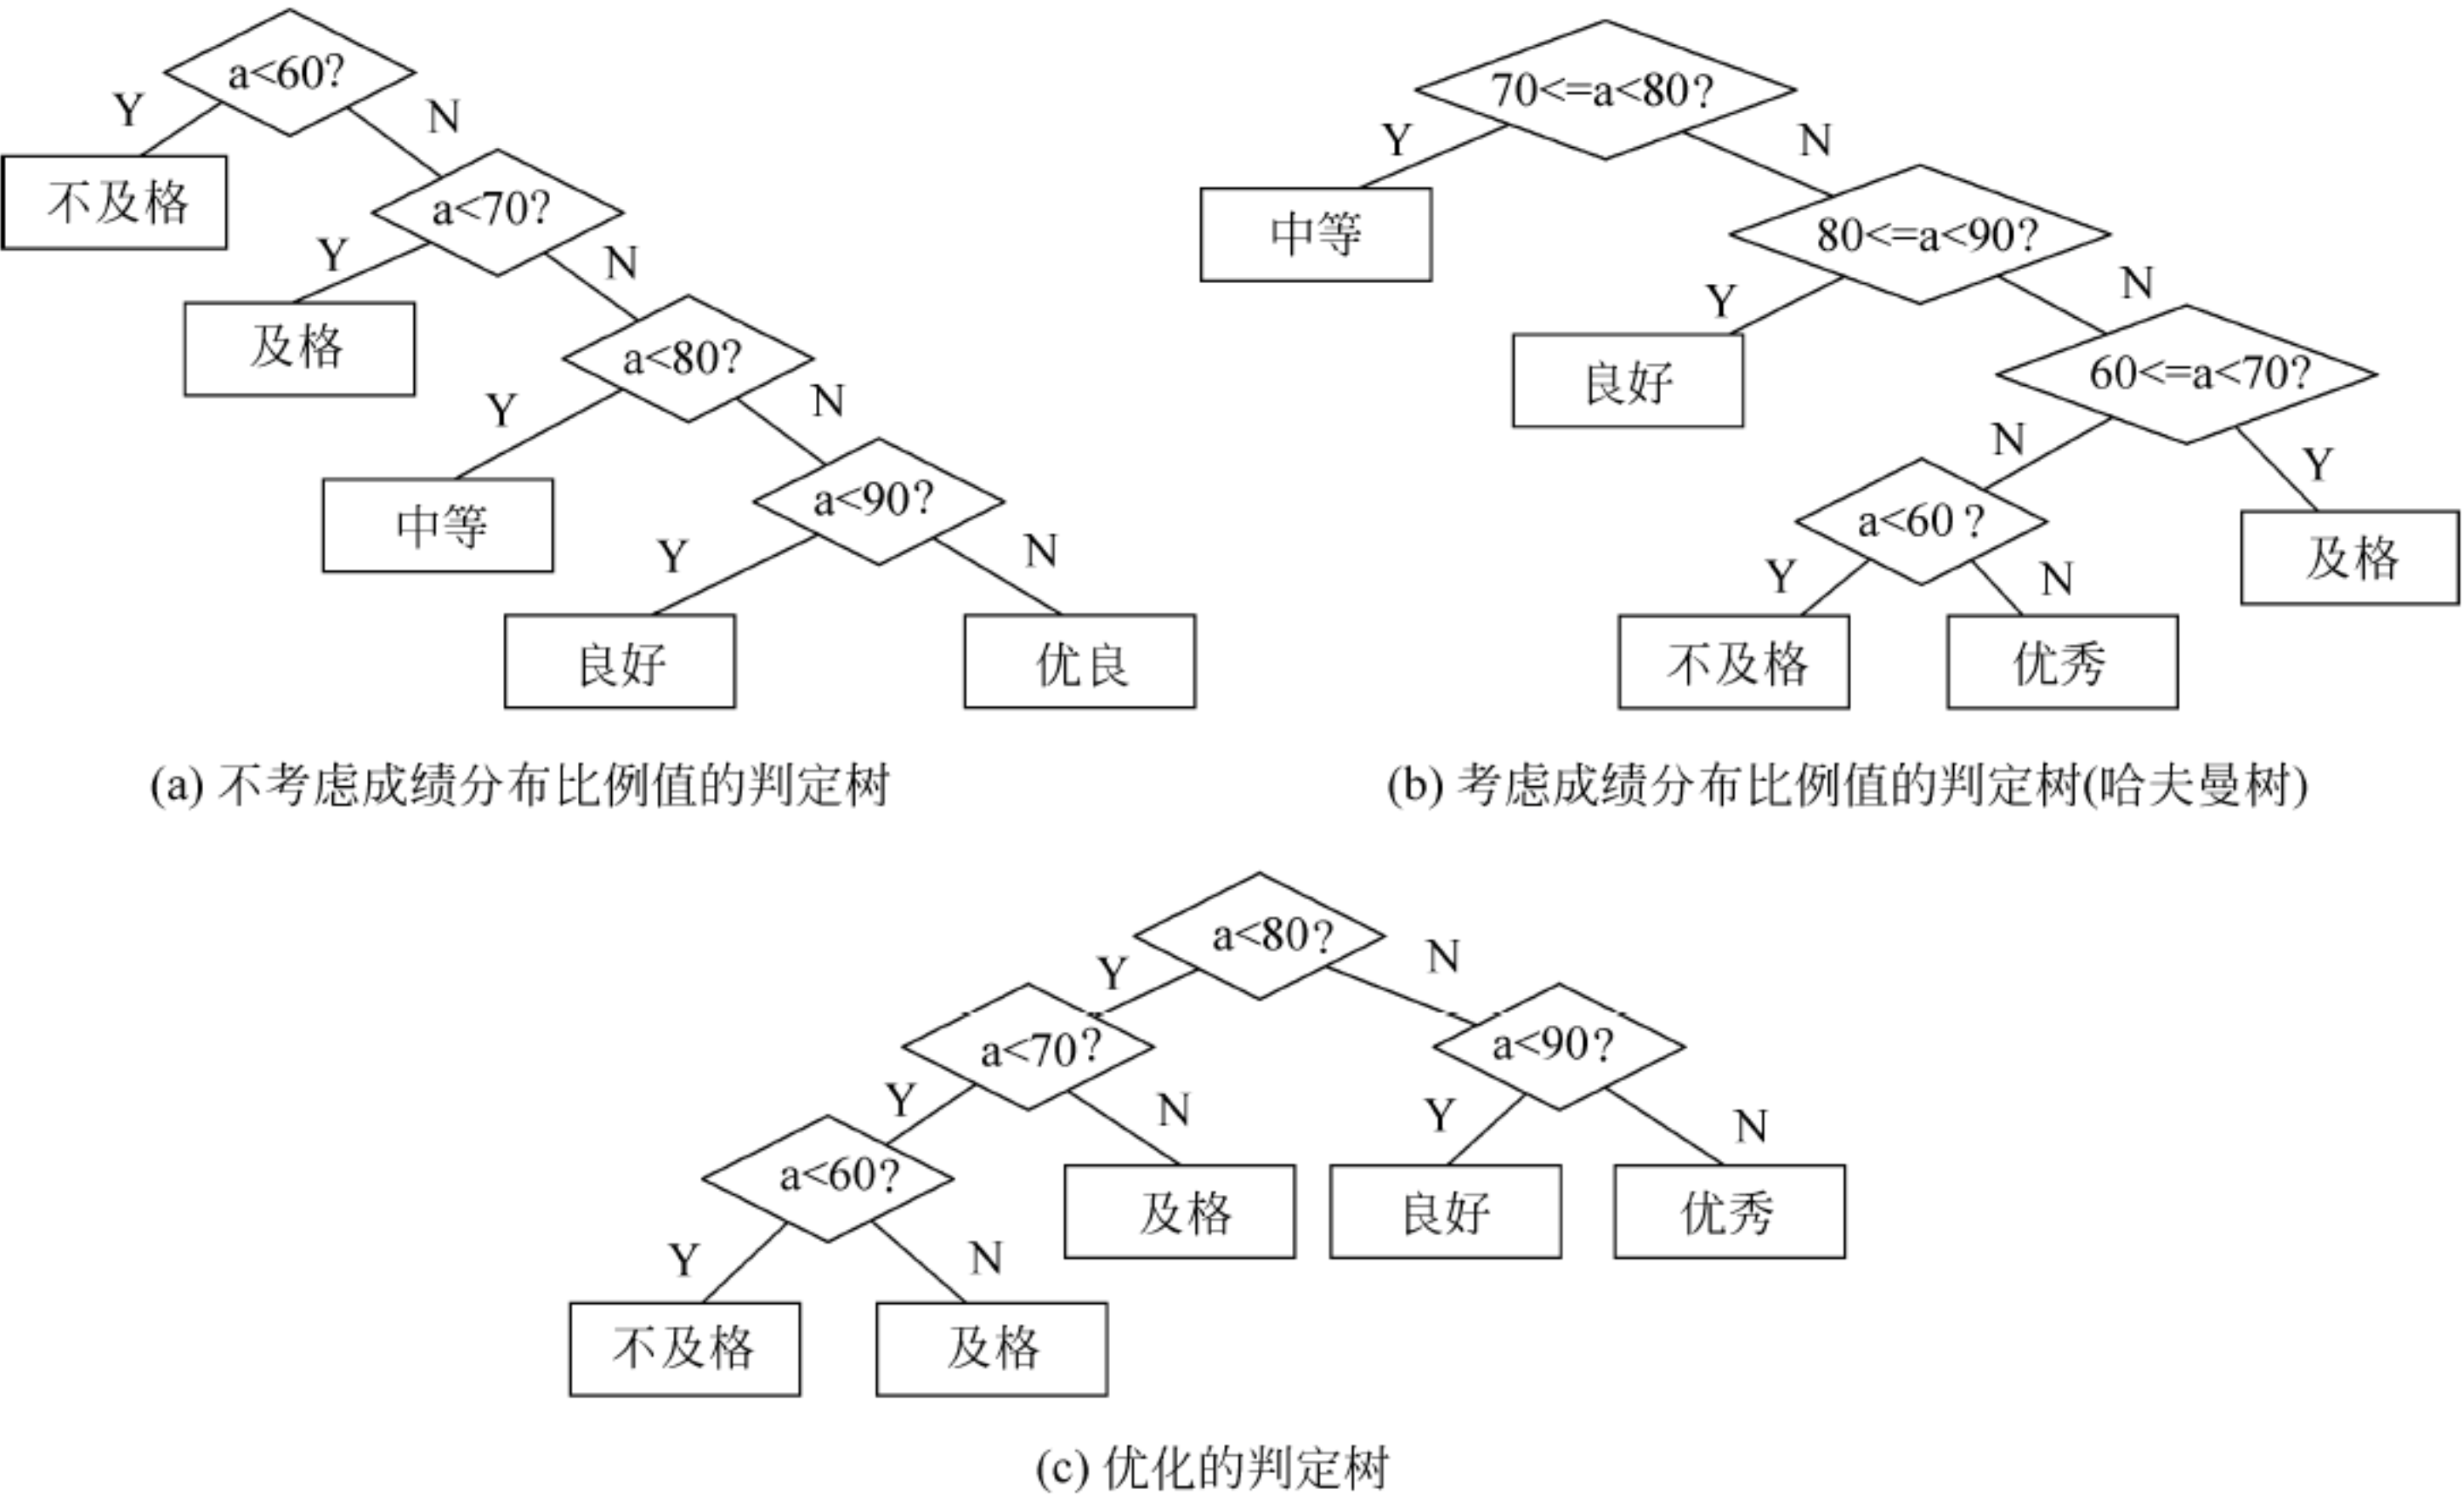 a<60?
Y
N
不及格
a<70?
Y
N
及格
a<80?
Y
N
中等
a<90?
Y
N
良好
优良
(a) 不考虑成绩分布比例值的判定树
70<=a<80?
Y
N
中等
80<=a<90?
Y
N
良好
60<=a<70?
N
Y
a<60 ?
及格
Y
N
不及格
优秀
(b) 考虑成绩分布比例值的判定树(哈夫曼树)
a<80?
Y
N
a<70?
a<90?
Y
N
Y
N
a<60?
及格
良好
优秀
Y
N
不及格
及格
(c) 优化的判定树